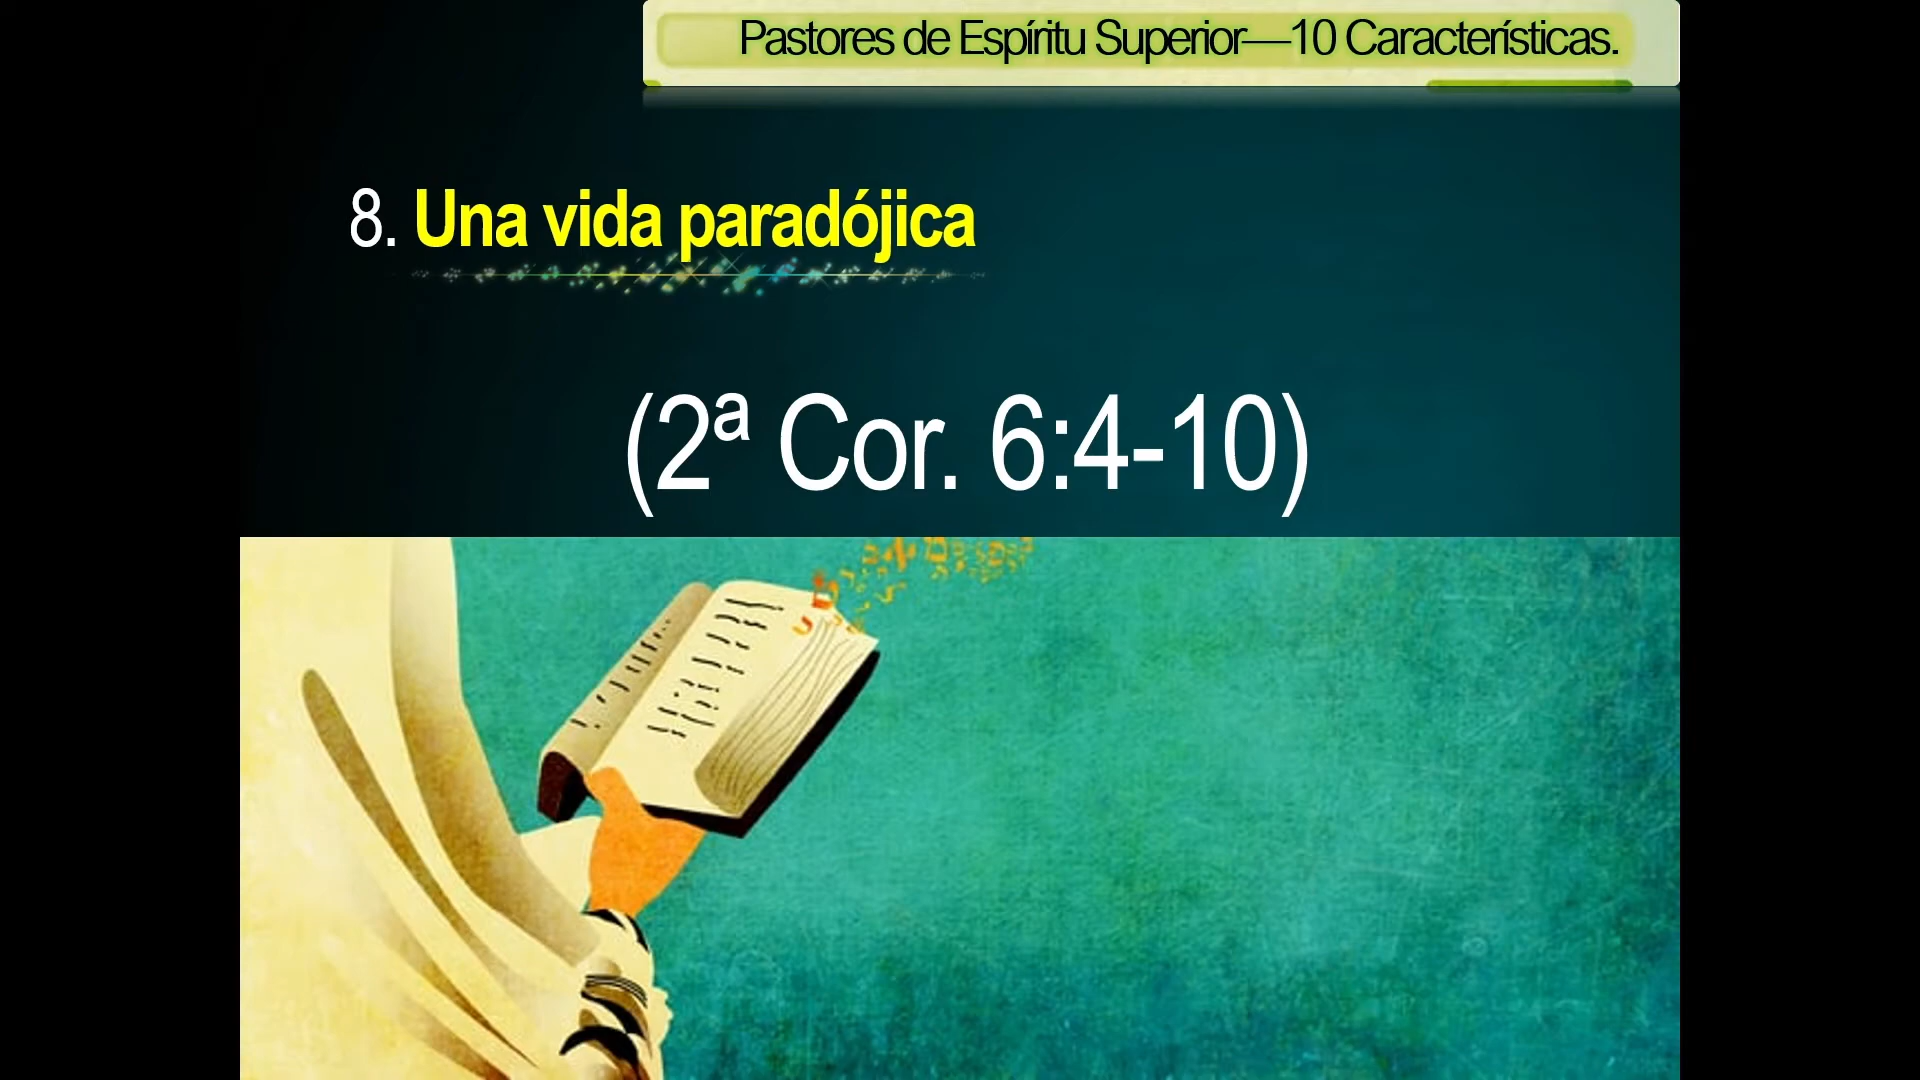 Pastores de Espíritu Superior—10 Características.
8. Una vida paradójica
(2ª Cor. 6:4-10)